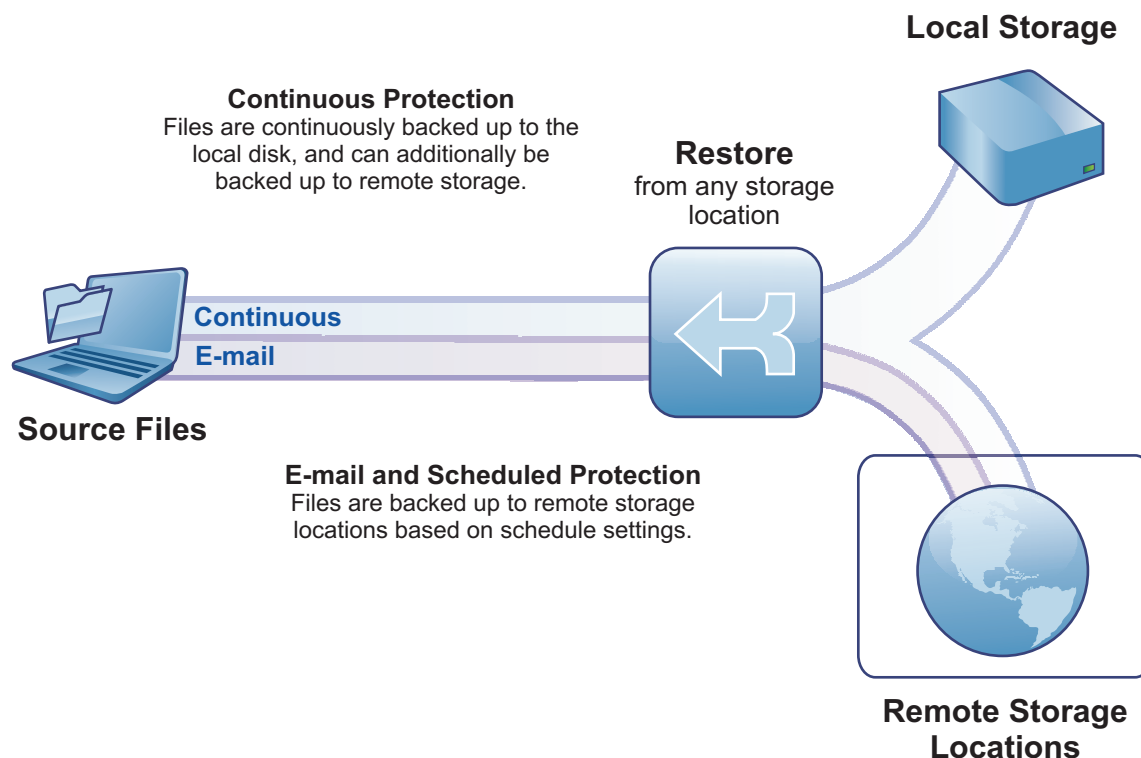 Local Storage
Continuous Protection
Files are continuously backed up to the
local disk, and can additionally be
backed up to remote storage.
Restore
from any storage
location
Continuous
E-mail
Source Files
E-mail and Scheduled Protection
Files are backed up to remote storage
locations based on schedule settings.
Remote Storage
Locations